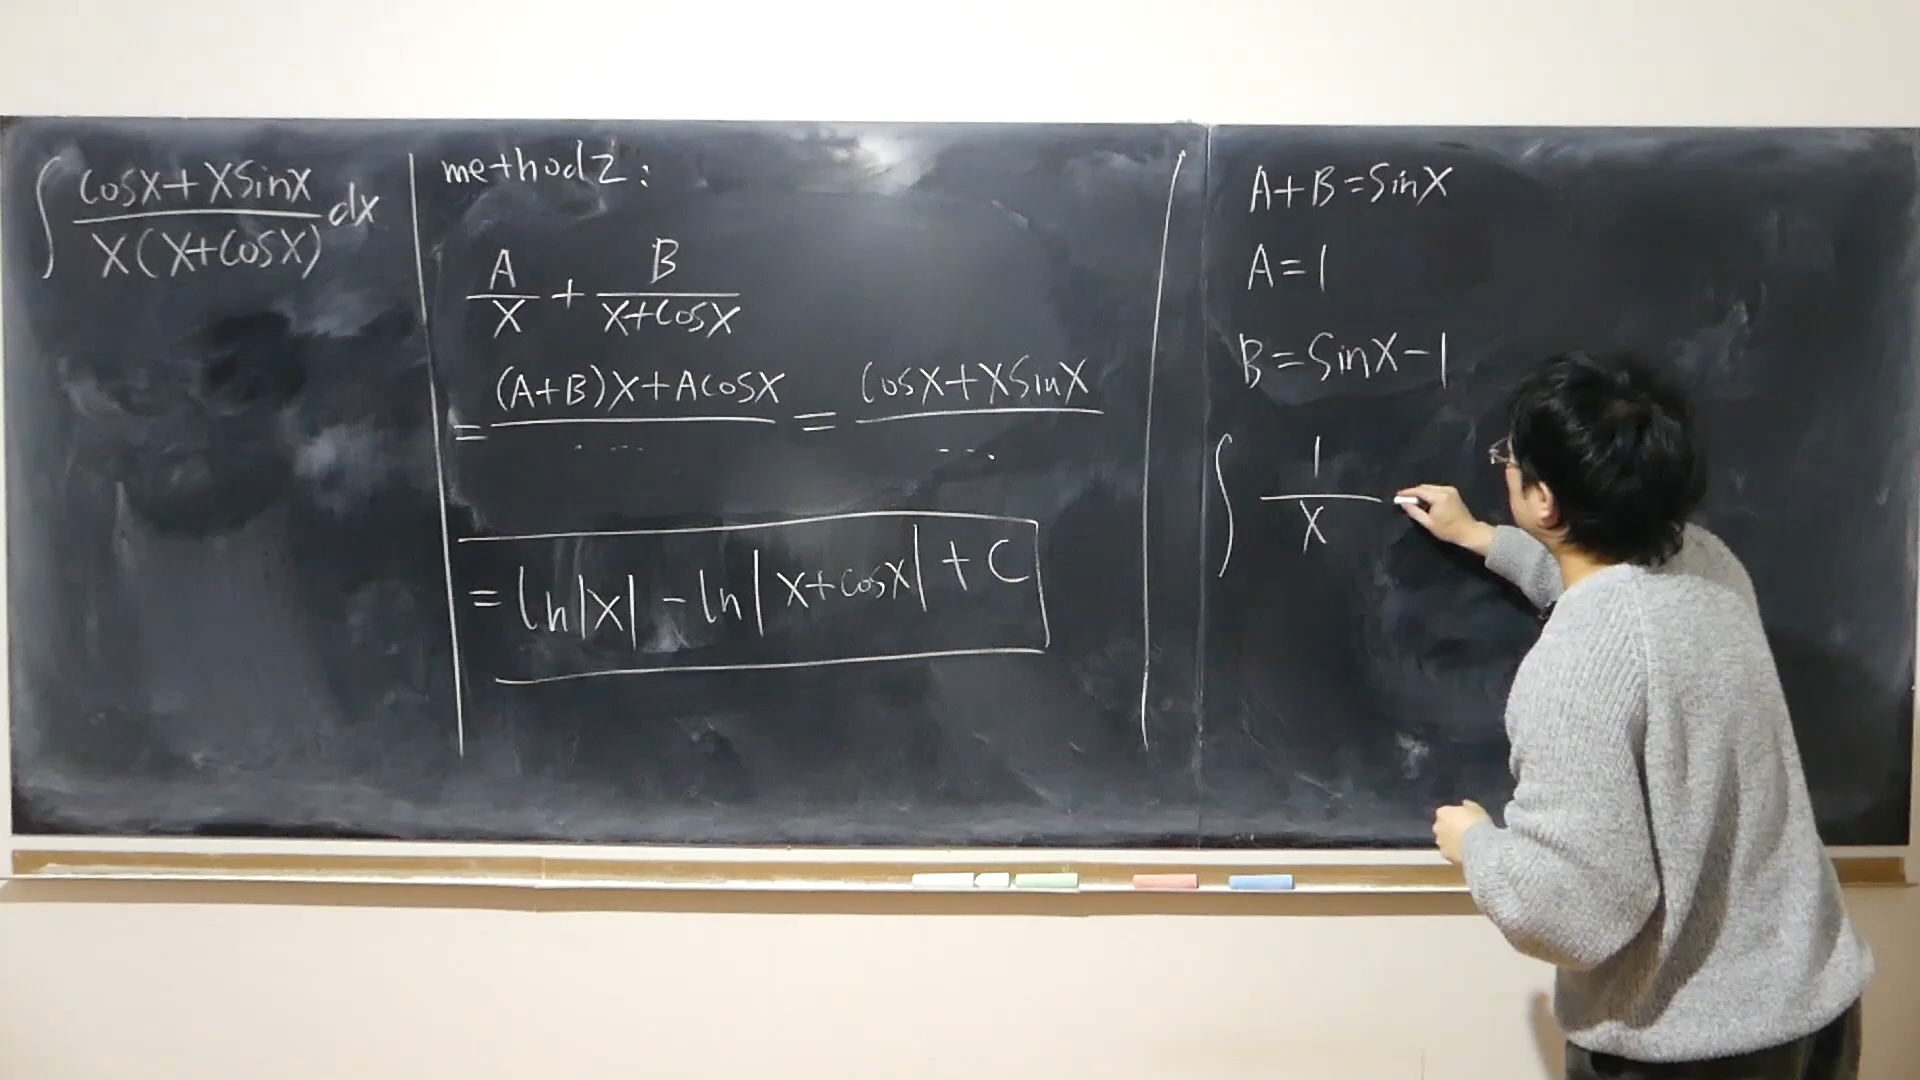 ∫ (cosx + xsinx)/(x(x+cosx)) dx
method2:
A/x + B/(x+cosx)
= ((A+B)x + Acosx)/... = (cosx + xsinx)/...
= ln|x| - ln|x+cosx| + C
A+B = sinx
A = 1
B = sinx - 1
∫ 1/x